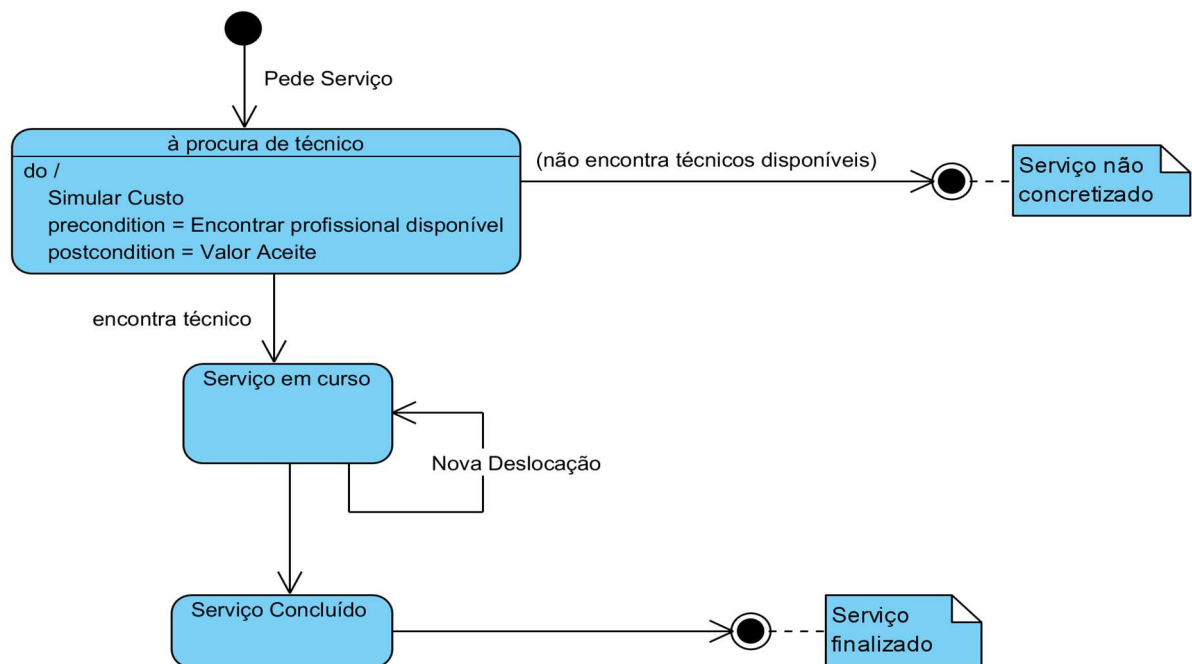 Pede Serviço
à procura de técnico
do /
Simular Custo
precondition = Encontrar profissional disponível
postcondition = Valor Aceite
(não encontra técnicos disponíveis)
Serviço não
concretizado
encontra técnico
Serviço em curso
Nova Deslocação
Serviço Concluído
Serviço
finalizado